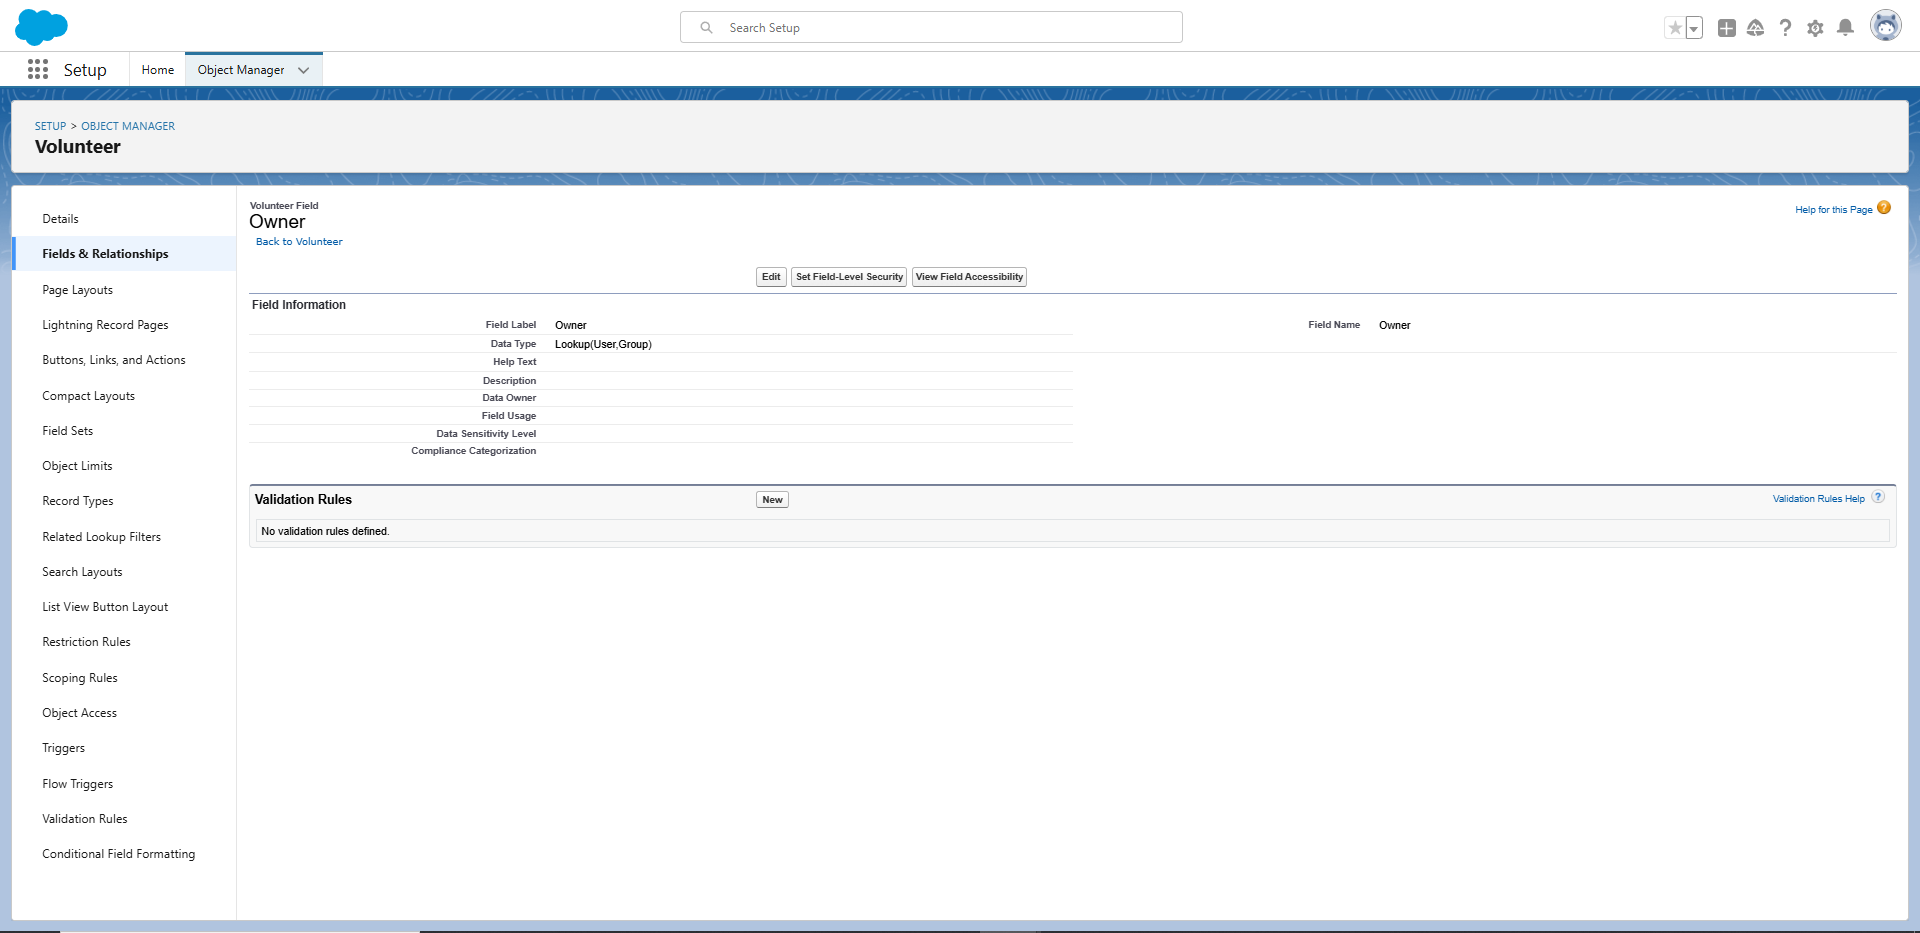 Search Setup
Setup
Home
Object Manager
SETUP > OBJECT MANAGER
Volunteer
Details
Fields & Relationships
Page Layouts
Lightning Record Pages
Buttons, Links, and Actions
Compact Layouts
Field Sets
Object Limits
Record Types
Related Lookup Filters
Search Layouts
List View Button Layout
Restriction Rules
Scoping Rules
Object Access
Triggers
Flow Triggers
Validation Rules
Conditional Field Formatting
Volunteer Field
Owner
Back to Volunteer
Help for this Page ?
Edit Set Field-Level Security View Field Accessibility
Field Information
Field Label Owner Field Name Owner
Data Type Lookup(User,Group)
Help Text
Description
Data Owner
Field Usage
Data Sensitivity Level
Compliance Categorization
Validation Rules New Validation Rules Help ?
No validation rules defined.